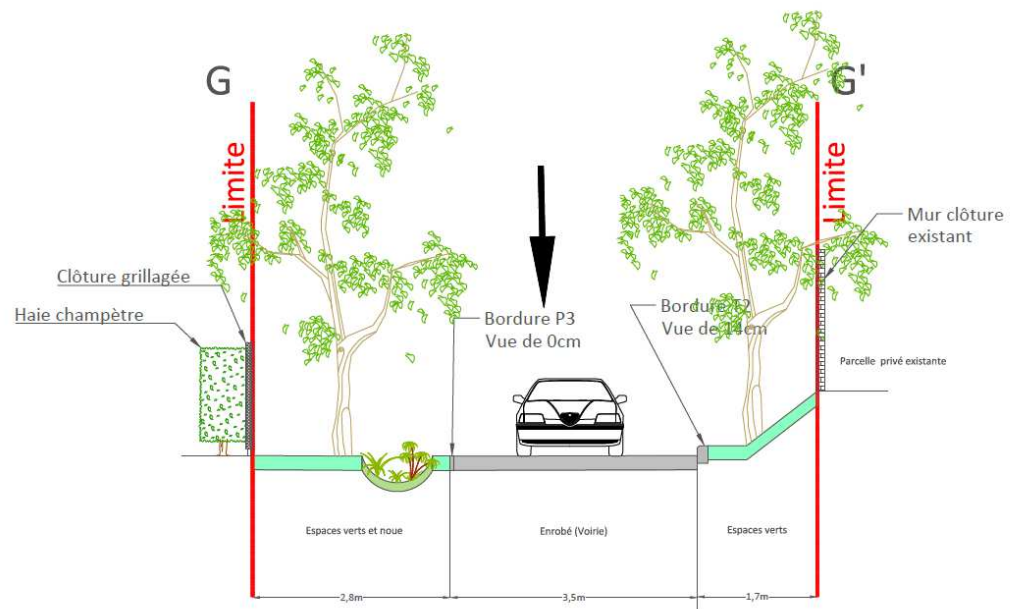 G
G'
Limite
Limite
Mur clôture
existant
Clôture grillagée
Haie champètre
Bordure P3
Vue de 0cm
Bordure T2
Vue de 14cm
Parcelle privé existante
Espaces verts et noue
Enrobé (Voirie)
Espaces verts
2,8m
3,5m
1,7m